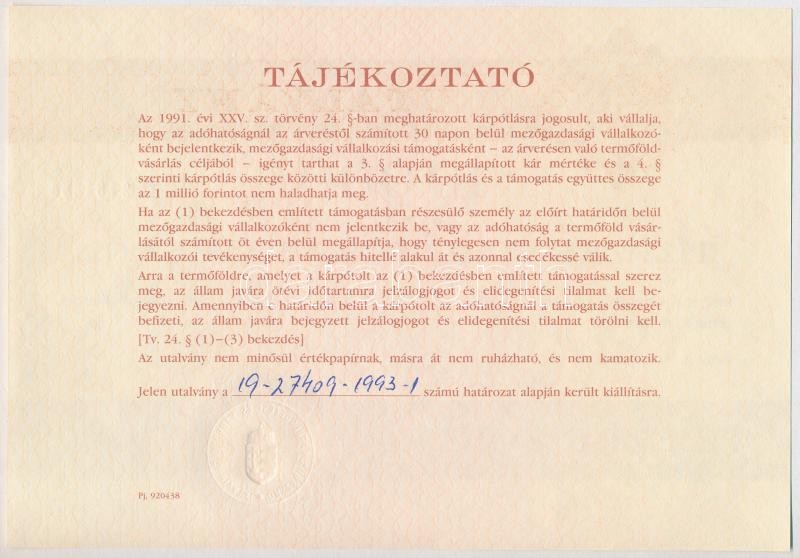 TÁJÉKOZTATÓ
Az 1991. évi XXV. sz. törvény 24. §-ban meghatározott kárpótlásra jogosult, aki vállalja,
hogy az adóhatóságnál az árveréstől számított 30 napon belül mezőgazdasági vállalkozó-
ként bejelentkezik, mezőgazdasági vállalkozási támogatásként – az árverésen való termőföld-
vásárlás céljából – igényt tarthat a 3. § alapján megállapított kár mértéke és a 4. §
szerinti kárpótlás összege közötti különbözetre. A kárpótlás és a támogatás együttes összege
az 1 millió forintot nem haladhatja meg.
Ha az (1) bekezdésben említett támogatásban részesülő személy az előírt határidőn belül
mezőgazdasági vállalkozóként nem jelentkezik be, vagy az adóhatóság a termőföld vásár-
lásától számított öt éven belül megállapítja, hogy ténylegesen nem folytat mezőgazdasági
vállalkozói tevékenységet, a támogatás hitellé alakul át és azonnal esedékessé válik.
Arra a termőföldre, amelyet a kárpótolt az (1) bekezdésben említett támogatással szerez
meg, az állam javára ötévi időtartamra jelzálogjogot és elidegenítési tilalmat kell be-
jegyezni. Amennyiben e határidőn belül a kárpótolt az adóhatóságnál a támogatás összegét
befizeti, az állam javára bejegyzett jelzálogjogot és elidegenítési tilalmat törölni kell.
[Tv. 24. § (1)–(3) bekezdés]
Az utalvány nem minősül értékpapírnak, másra át nem ruházható, és nem kamatozik.
Jelen utalvány a 19-27409-1993-1 számú határozat alapján került kiállításra.
Pj. 920438